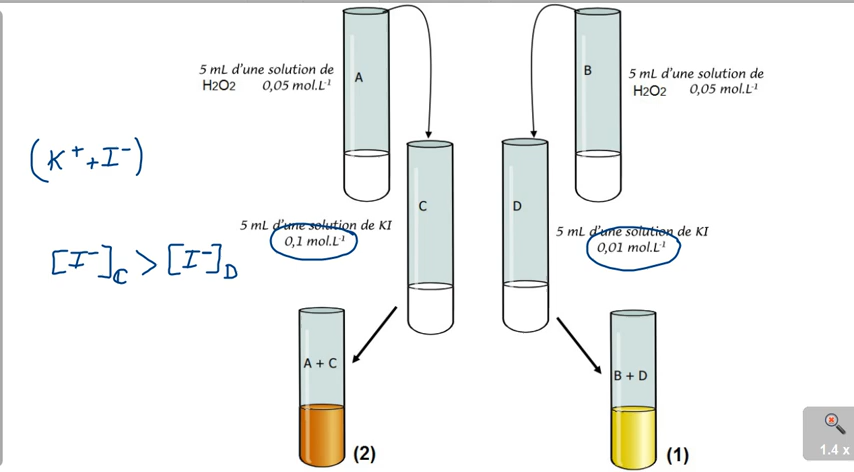 5 mL d'une solution de
H2O2 0,05 mol.L-1
A
B
5 mL d'une solution de
H2O2 0,05 mol.L-1
(K⁺+I⁻)
C
D
5 mL d'une solution de KI
0,1 mol.L-1
5 mL d'une solution de KI
0,01 mol.L-1
[I⁻]C > [I⁻]D
A + C
(2)
B + D
(1)
1.4 x